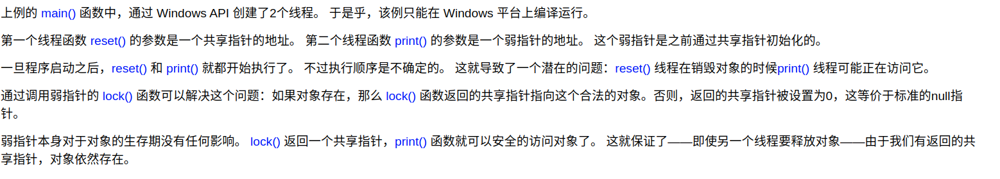 上例的 main() 函数中，通过 Windows API 创建了2个线程。 于是乎，该例只能在 Windows 平台上编译运行。
第一个线程函数 reset() 的参数是一个共享指针的地址。 第二个线程函数 print() 的参数是一个弱指针的地址。 这个弱指针是之前通过共享指针初始化的。
一旦程序启动之后，reset() 和 print() 就都开始执行了。 不过执行顺序是不确定的。 这就导致了一个潜在的问题：reset() 线程在销毁对象的时候print() 线程可能正在访问它。
通过调用弱指针的 lock() 函数可以解决这个问题：如果对象存在，那么 lock() 函数返回的共享指针指向这个合法的对象。否则，返回的共享指针被设置为0，这等价于标准的null指
针。
弱指针本身对于对象的生存期没有任何影响。 lock() 返回一个共享指针，print() 函数就可以安全的访问对象了。 这就保证了——即使另一个线程要释放对象——由于我们有返回的共
享指针，对象依然存在。